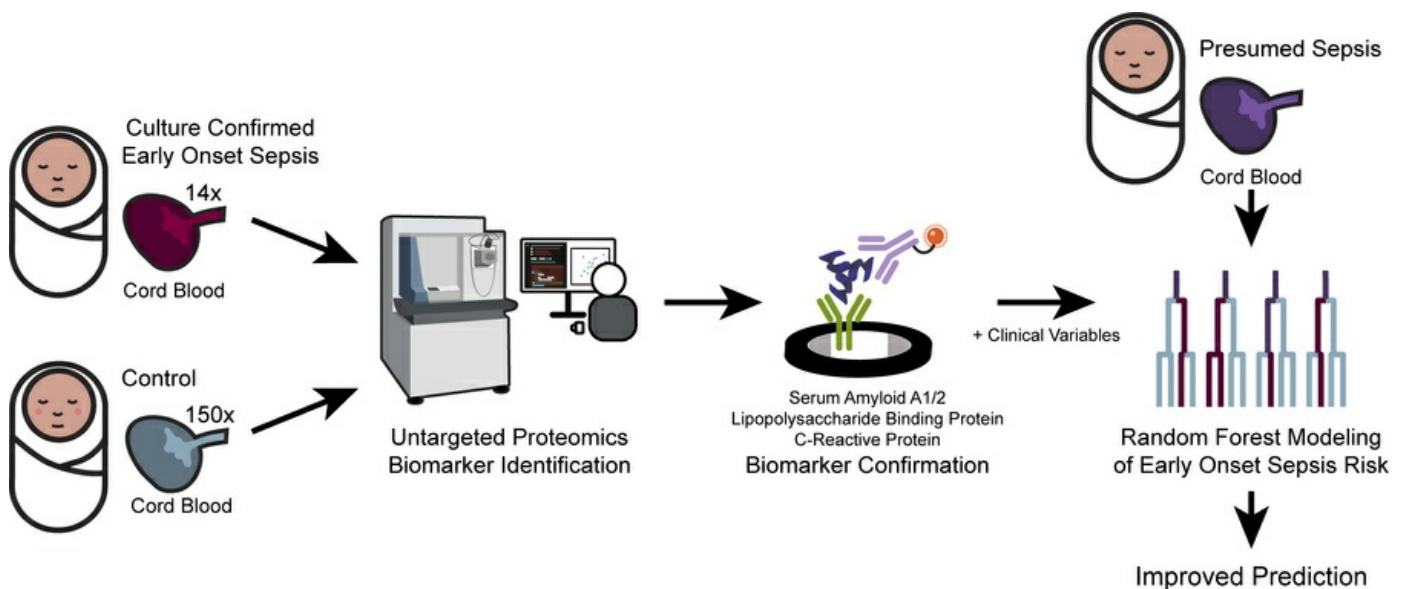 Culture Confirmed
Early Onset Sepsis
14x
Cord Blood
Control
150x
Cord Blood
Untargeted Proteomics
Biomarker Identification
Serum Amyloid A1/2
Lipopolysaccharide Binding Protein
C-Reactive Protein
Biomarker Confirmation
+ Clinical Variables
Presumed Sepsis
Cord Blood
Random Forest Modeling
of Early Onset Sepsis Risk
Improved Prediction